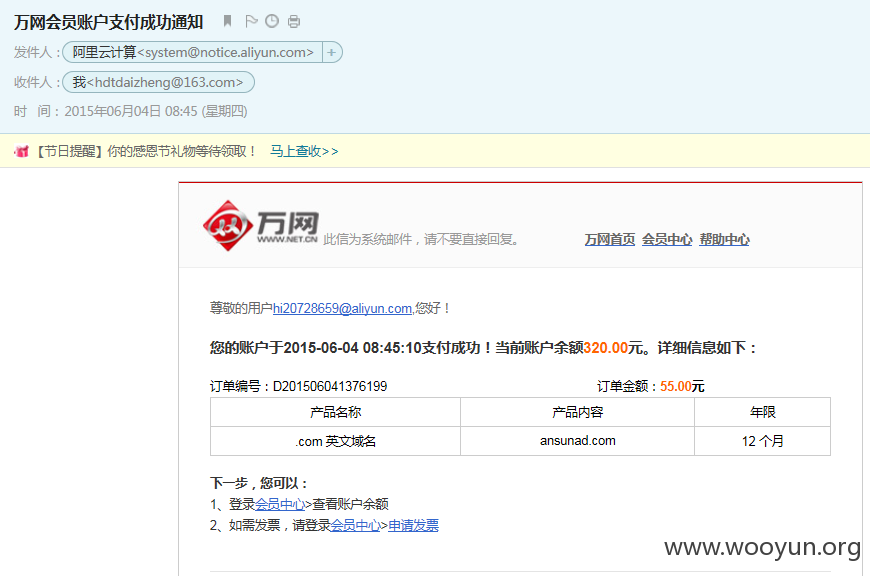 万网会员账户支付成功通知
发件人：阿里云计算<system@notice.aliyun.com> +
收件人：我<hdtdaizheng@163.com>
时 间：2015年06月04日 08:45 (星期四)
【节日提醒】你的感恩节礼物等待领取！ 马上查收>>
万网 WWW.NET.CN 此信为系统邮件，请不要直接回复。 万网首页 会员中心 帮助中心
尊敬的用户hi20728659@aliyun.com,您好！
您的账户于2015-06-04 08:45:10支付成功！当前账户余额320.00元。详细信息如下：
订单编号：D201506041376199 订单金额：55.00元
产品名称 产品内容 年限
.com 英文域名 ansunad.com 12 个月
下一步，您可以：
1、登录会员中心>查看账户余额
2、如需发票，请登录会员中心>申请发票
www.wooyun.org